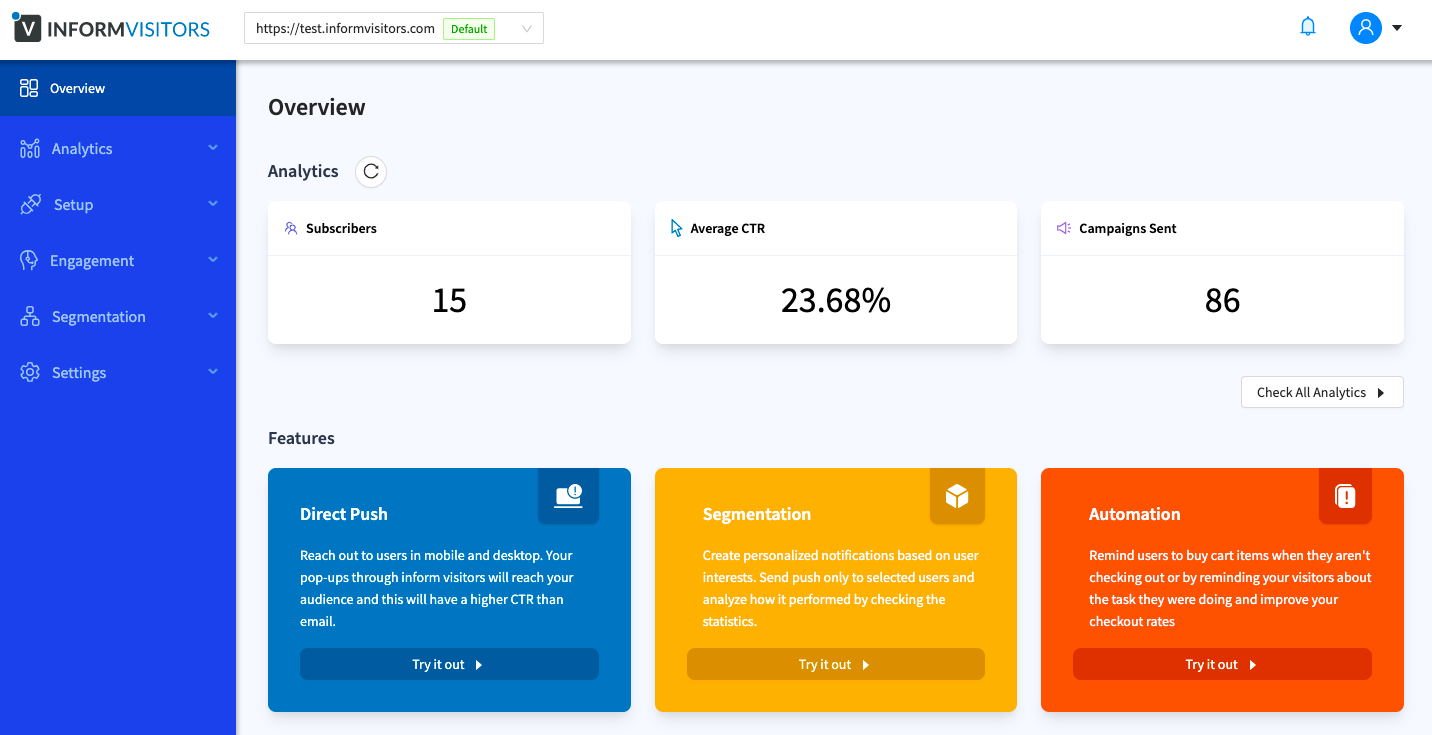 V INFORMVISITORS
https://test.informvisitors.com Default
Overview
Analytics
Setup
Engagement
Segmentation
Settings
Overview
Analytics
Subscribers
15
Average CTR
23.68%
Campaigns Sent
86
Check All Analytics
Features
Direct Push
Reach out to users in mobile and desktop. Your
pop-ups through inform visitors will reach your
audience and this will have a higher CTR than
email.
Try it out
Segmentation
Create personalized notifications based on user
interests. Send push only to selected users and
analyze how it performed by checking the
statistics.
Try it out
Automation
Remind users to buy cart items when they aren't
checking out or by reminding your visitors about
the task they were doing and improve your
checkout rates
Try it out